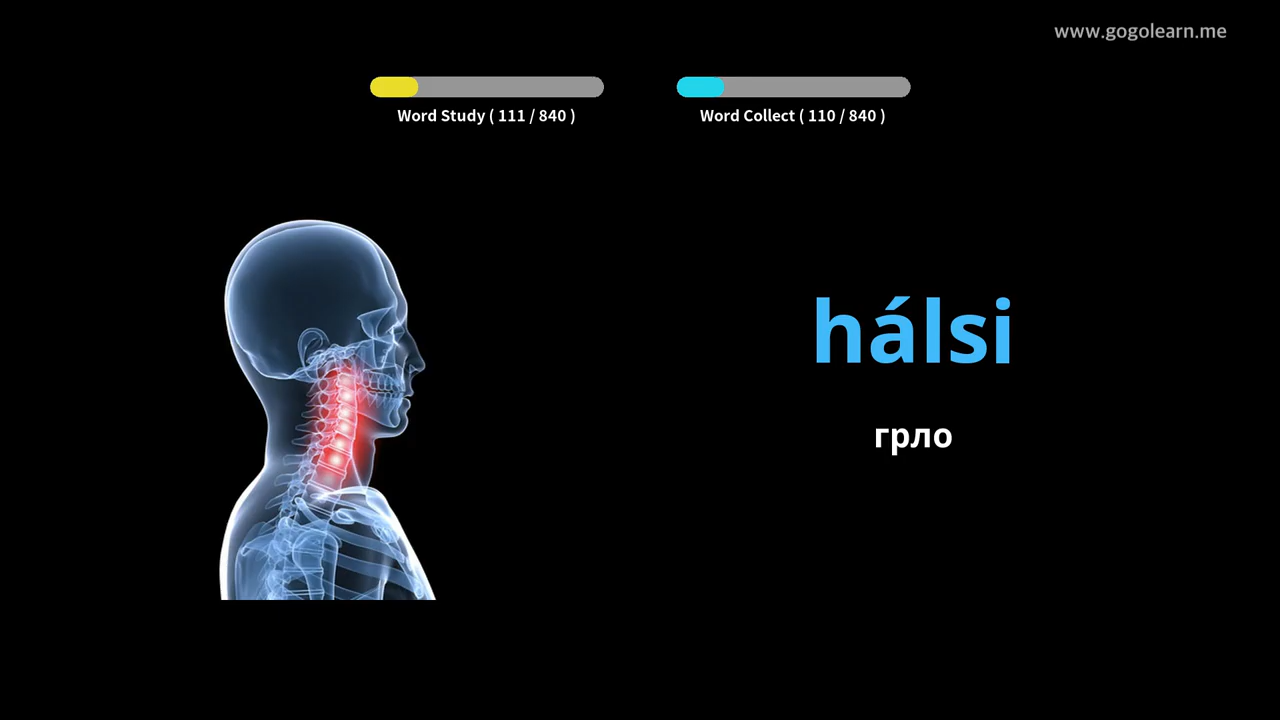 www.gogolearn.me
Word Study ( 111 / 840 )
Word Collect ( 110 / 840 )
hálsi
грло